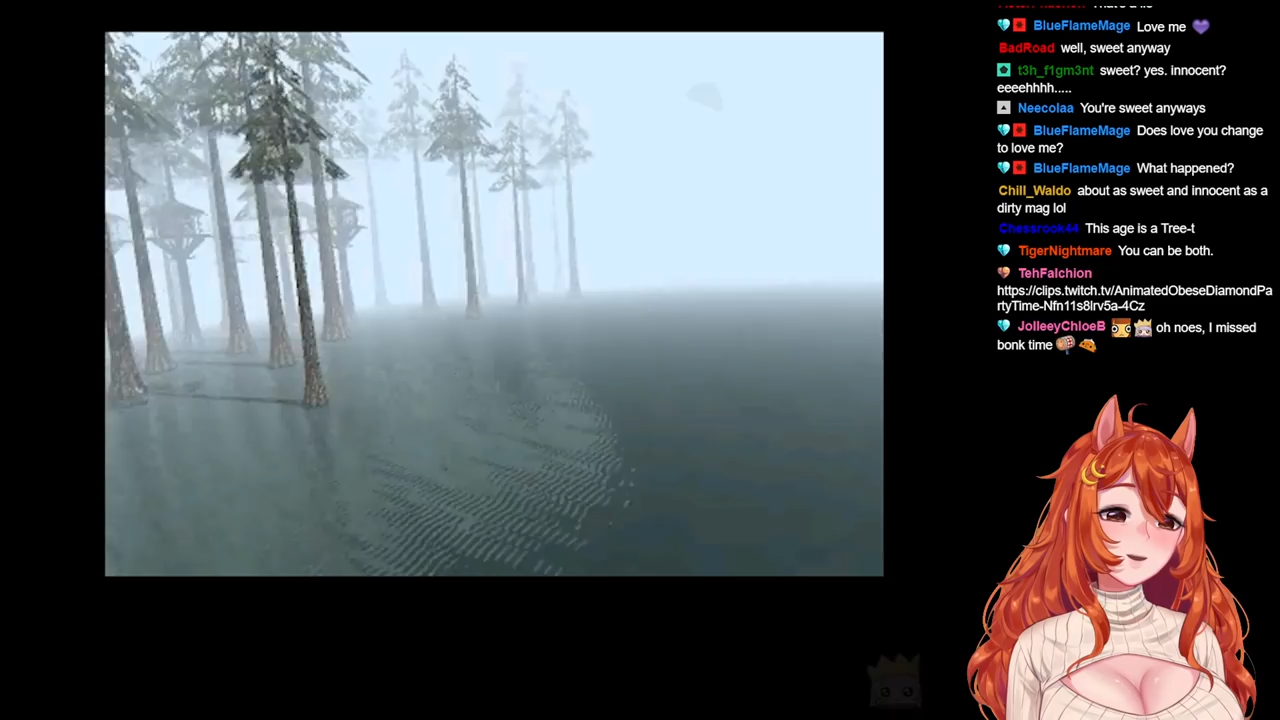 BlueFlameMage Love me
BadRoad well, sweet anyway
t3h_f1gm3nt sweet? yes. innocent?
eeeehhhh.....
Neecolaa You're sweet anyways
BlueFlameMage Does love you change
to love me?
BlueFlameMage What happened?
Chill_Waldo about as sweet and innocent as a
dirty mag lol
Chessrook44 This age is a Tree-t
TigerNightmare You can be both.
TehFalchion
https://clips.twitch.tv/AnimatedObeseDiamondPa
rtyTime-Nfn11s8lrv5a-4Cz
JolleeyChloeB oh noes, I missed
bonk time